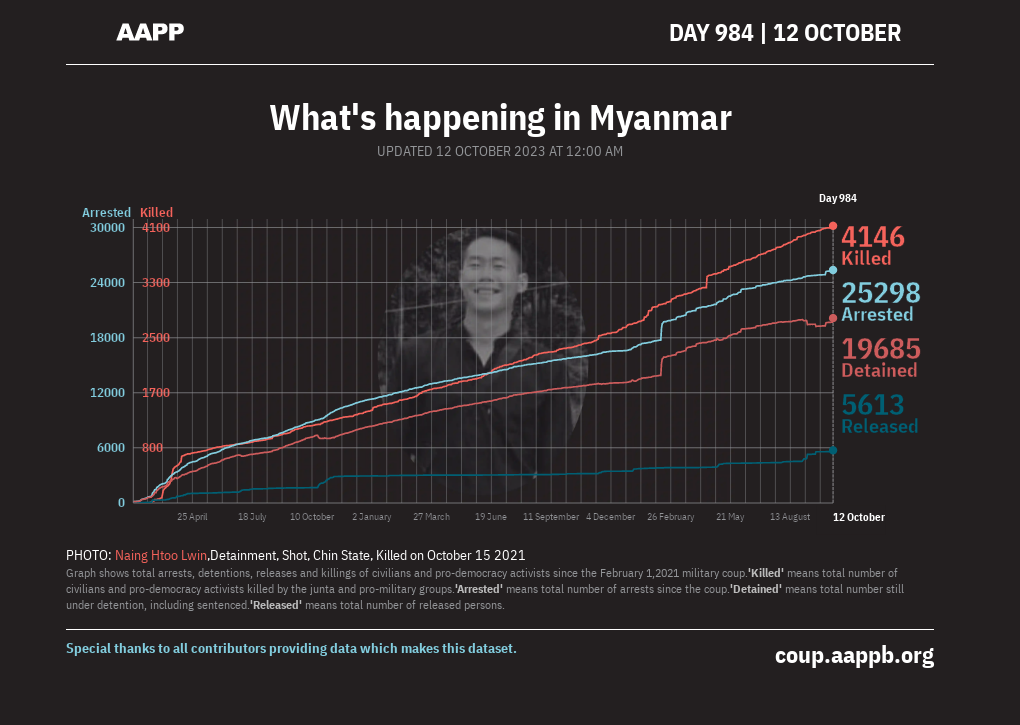 AAPP
DAY 984 | 12 OCTOBER
What's happening in Myanmar
UPDATED 12 OCTOBER 2023 AT 12:00 AM
Day 984
Arrested Killed
30000 4100
24000 3300
18000 2500
12000 1700
6000 800
0
4146
Killed
25298
Arrested
19685
Detained
5613
Released
25 April 18 July 10 October 2 January 27 March 19 June 11 September 4 December 26 February 21 May 13 August 12 October
PHOTO: Naing Htoo Lwin,Detainment, Shot, Chin State, Killed on October 15 2021
Graph shows total arrests, detentions, releases and killings of civilians and pro-democracy activists since the February 1,2021 military coup.'Killed' means total number of
civilians and pro-democracy activists killed by the junta and pro-military groups.'Arrested' means total number of arrests since the coup.'Detained' means total number still
under detention, including sentenced.'Released' means total number of released persons.
Special thanks to all contributors providing data which makes this dataset.
coup.aappb.org